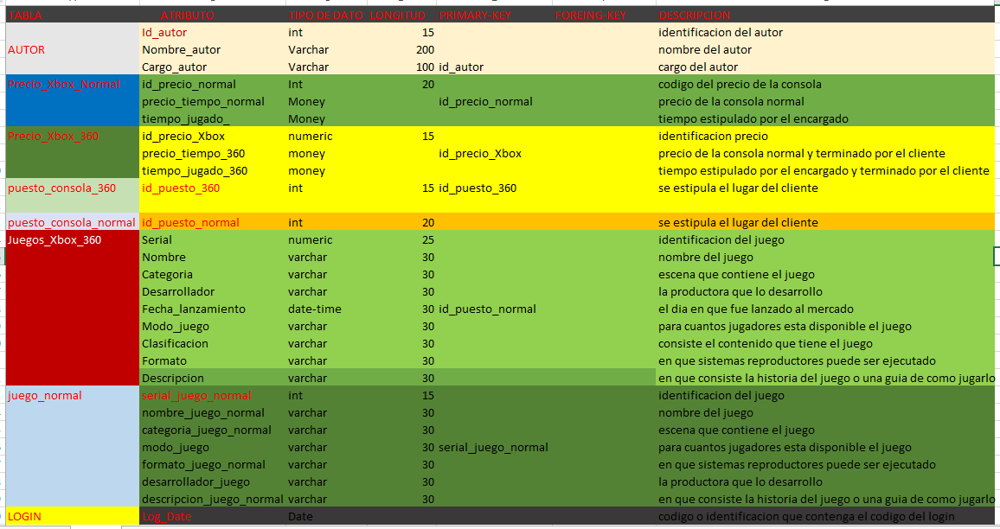 TABLA ATRIBUTO TIPO DE DATO LONGITUD PRIMARY-KEY FOREING-KEY DESCRIPCION
Id_autor int 15 identificacion del autor
AUTOR Nombre_autor Varchar 200 nombre del autor
Cargo_autor Varchar 100 id_autor cargo del autor
Precio_Xbox_Normal id_precio_normal Int 20 codigo del precio de la consola
precio_tiempo_normal Money id_precio_normal precio de la consola normal
tiempo_jugado_ Money tiempo estipulado por el encargado
Precio_Xbox_360 id_precio_Xbox numeric 15 identificacion precio
precio_tiempo_360 money id_precio_Xbox precio de la consola normal y terminado por el cliente
tiempo_jugado_360 money tiempo estipulado por el encargado y terminado por el cliente
puesto_consola_360 id_puesto_360 int 15 id_puesto_360 se estipula el lugar del cliente
puesto_consola_normal id_puesto_normal int 20 se estipula el lugar del cliente
Juegos_Xbox_360 Serial numeric 25 identificacion del juego
Nombre varchar 30 nombre del juego
Categoria varchar 30 escena que contiene el juego
Desarrollador varchar 30 la productora que lo desarrollo
Fecha_lanzamiento date-time 30 id_puesto_normal el dia en que fue lanzado al mercado
Modo_juego varchar 30 para cuantos jugadores esta disponible el juego
Clasificacion varchar 30 consiste el contenido que tiene el juego
Formato varchar 30 en que sistemas reproductores puede ser ejecutado
Descripcion varchar 30 en que consiste la historia del juego o una guia de como jugarlo
juego_normal serial_juego_normal int 15 identificacion del juego
nombre_juego_normal varchar 30 nombre del juego
categoria_juego_normal varchar 30 escena que contiene el juego
modo_juego varchar 30 serial_juego_normal para cuantos jugadores esta disponible el juego
formato_juego_normal varchar 30 en que sistemas reproductores puede ser ejecutado
desarrollador_juego varchar 30 la productora que lo desarrollo
descripcion_juego_normal varchar 30 en que consiste la historia del juego o una guia de como jugarlo
LOGIN Log_Date Date codigo o identificacion que contenga el codigo del login